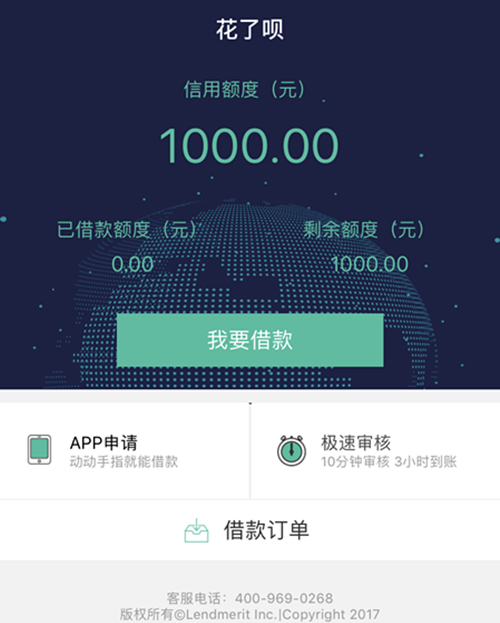 花了呗
信用额度（元）
1000.00
已借款额度（元）
剩余额度（元）
0.00
1000.00
我要借款
APP申请
动动手指就能借款
极速审核
10分钟审核 3小时到账
借款订单
客服电话：400-969-0268
版权所有©Lendmerit Inc.|Copyright 2017